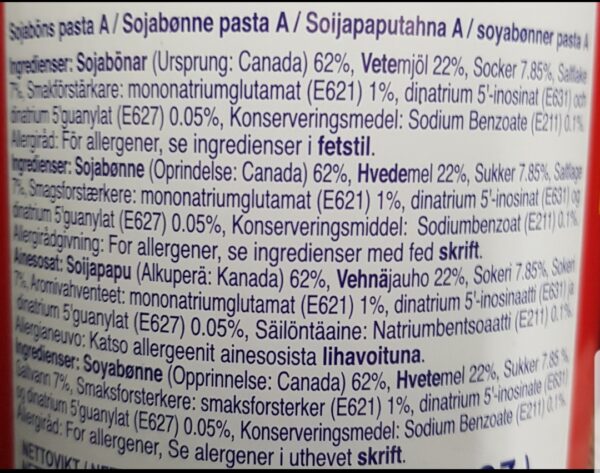 Sojaböns pasta A / Sojabønne pasta A / Soijapaputahna A / soyabønner pasta A
Ingredienser: Sojabönar (Ursprung: Canada) 62%, Vetemjöl 22%, Socker 7.85%, Saltlake
7%, Smakförstärkare: mononatriumglutamat (E621) 1%, dinatrium 5'-inosinat (E631) och
dinatrium 5'guanylat (E627) 0.05%, Konserveringsmedel: Sodium Benzoate (E211) 0.1%
Allergiråd: För allergener, se ingredienser i fetstil.
Ingredienser: Sojabønne (Oprindelse: Canada) 62%, Hvedemel 22%, Sukker 7.85%, Saltlage
7%, Smagsforstærkere: mononatriumglutamat (E621) 1%, dinatrium 5'-inosinat (E631) og
dinatrium 5'guanylat (E627) 0.05%, Konserveringsmiddel: Sodiumbenzoat (E211) 0.1%.
Allergirådgivning: For allergener, se ingredienser med fed skrift.
Ainesosat: Soijapapu (Alkuperä: Kanada) 62%, Vehnäjauho 22%, Sokeri 7.85%, Sokeri
7%, Aromivahventeet: mononatriumglutamat (E621) 1%, dinatrium 5'-inosinaatti (E631) ja
dinatrium 5'guanylat (E627) 0.05%, Säilöntäaine: Natriumbentsoaatti (E211) 0.1%.
Allergianeuvo: Katso allergeenit ainesosista lihavoituna.
Ingredienser: Soyabønne (Opprinnelse: Canada) 62%, Hvetemel 22%, Sukker 7.85 %,
Saltvann 7%, Smaksforsterkere: smaksforsterker (E621) 1%, dinatrium 5'-inosinate (E631)
og dinatrium 5'guanylat (E627) 0.05%, Konserveringsmedel: Sodium Benzoate (E211) 0.1%.
Allergiråd: For allergener, Se alergener i uthevet skrift.
NETTOVIKT / NET